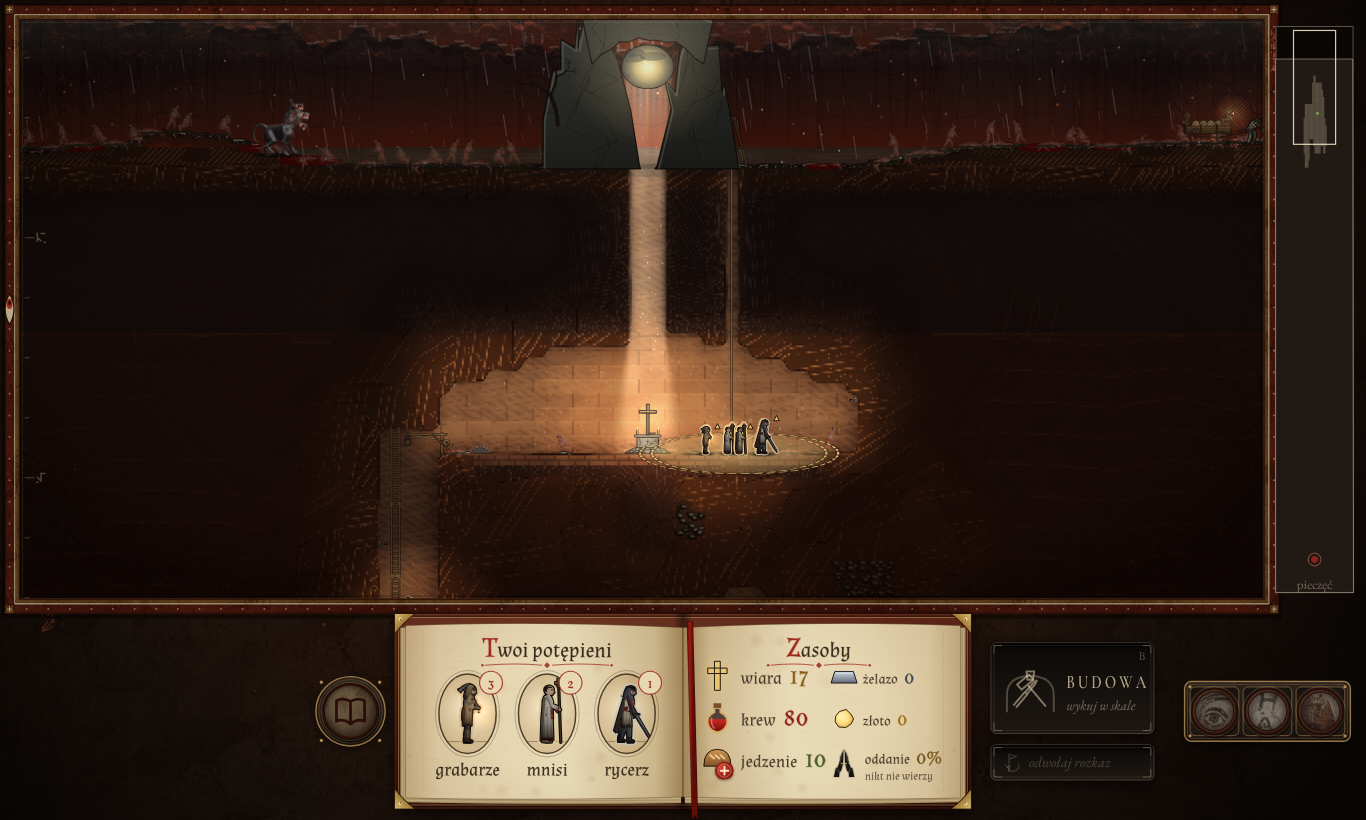 pieczęć
Twoi potępieni
3
2
1
grabarze
mnisi
rycerz
Zasoby
wiara 17
żelazo 0
krew 80
złoto 0
jedzenie 10
oddanie 0%
nikt nie wierzy
B
BUDOWA
wykuj w skale
odwołaj rozkaz